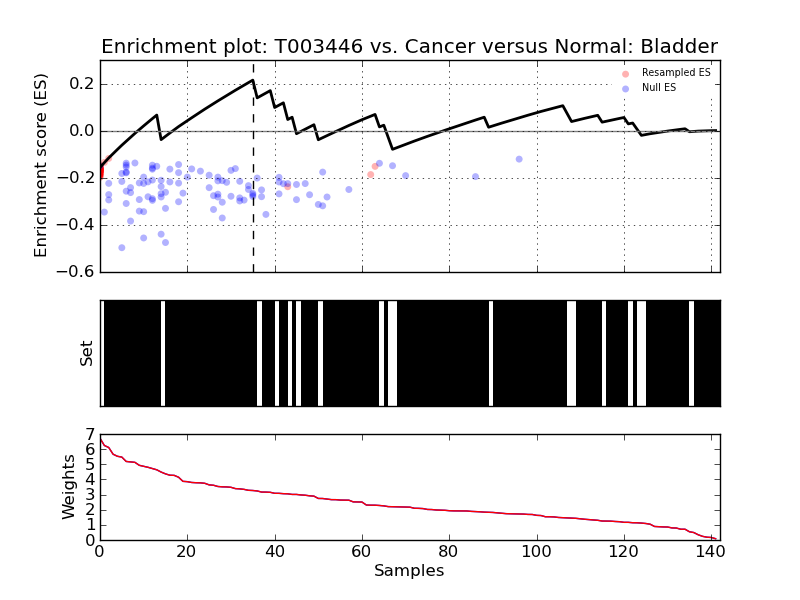 Enrichment plot: T003446 vs. Cancer versus Normal: Bladder
Enrichment score (ES)
0.2
0.0
−0.2
−0.4
−0.6
Resampled ES
Null ES
Set
Weights
7
6
5
4
3
2
1
0
0 20 40 60 80 100 120 140
Samples